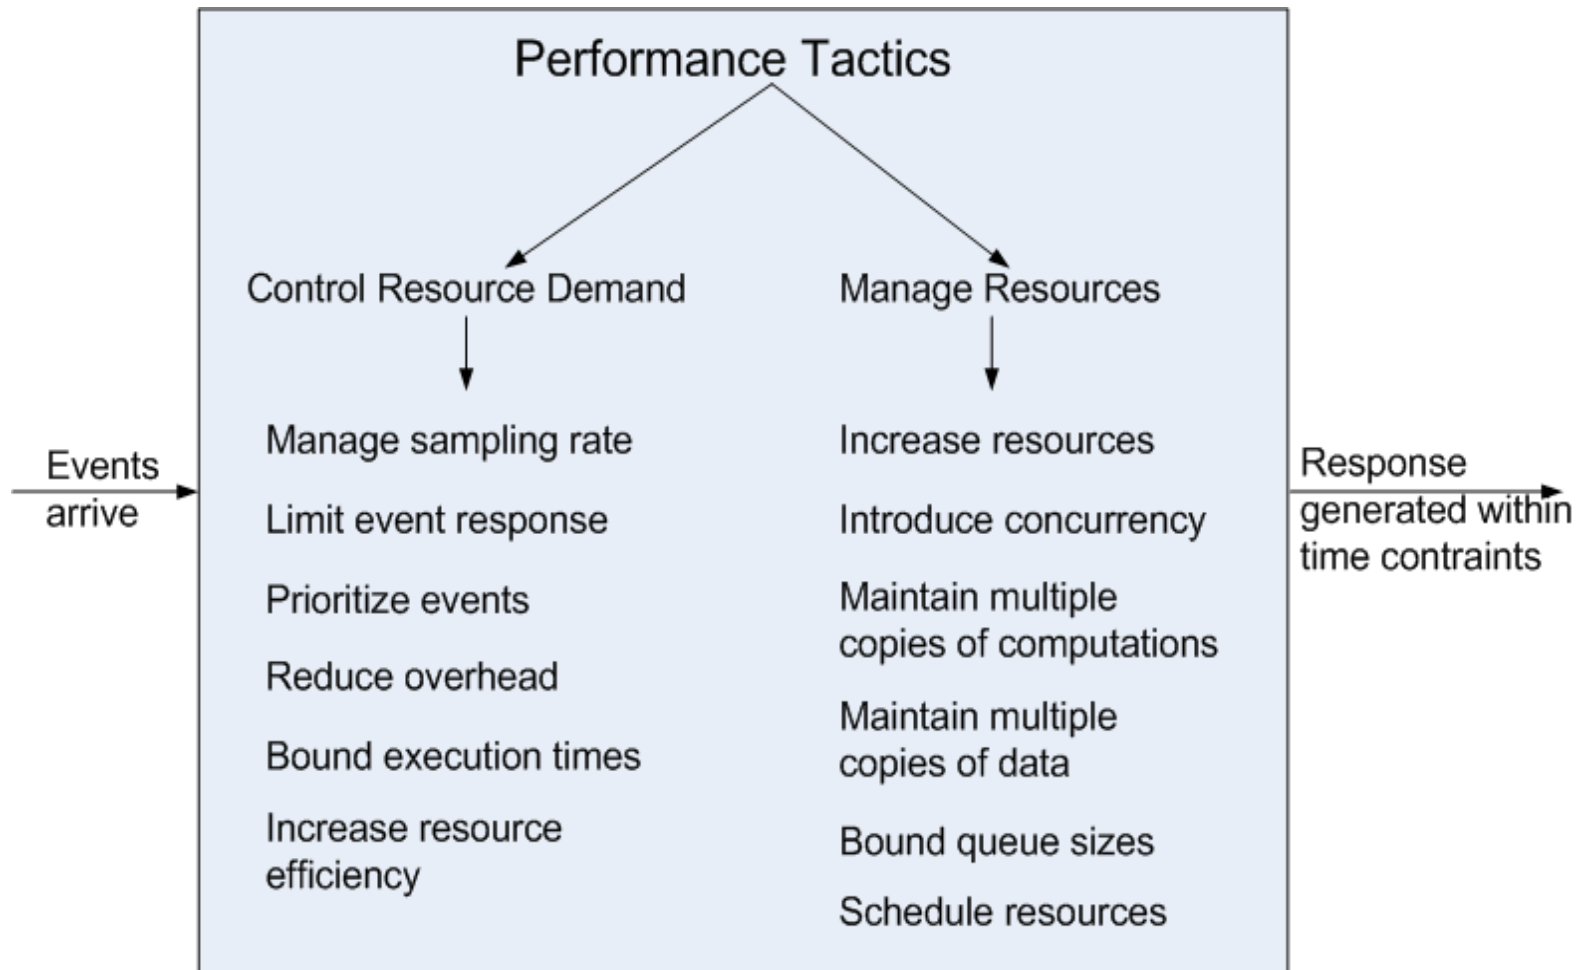 Performance Tactics
Control Resource Demand
Manage Resources
Events
arrive
Manage sampling rate
Limit event response
Prioritize events
Reduce overhead
Bound execution times
Increase resource
efficiency
Increase resources
Introduce concurrency
Maintain multiple
copies of computations
Maintain multiple
copies of data
Bound queue sizes
Schedule resources
Response
generated within
time contraints